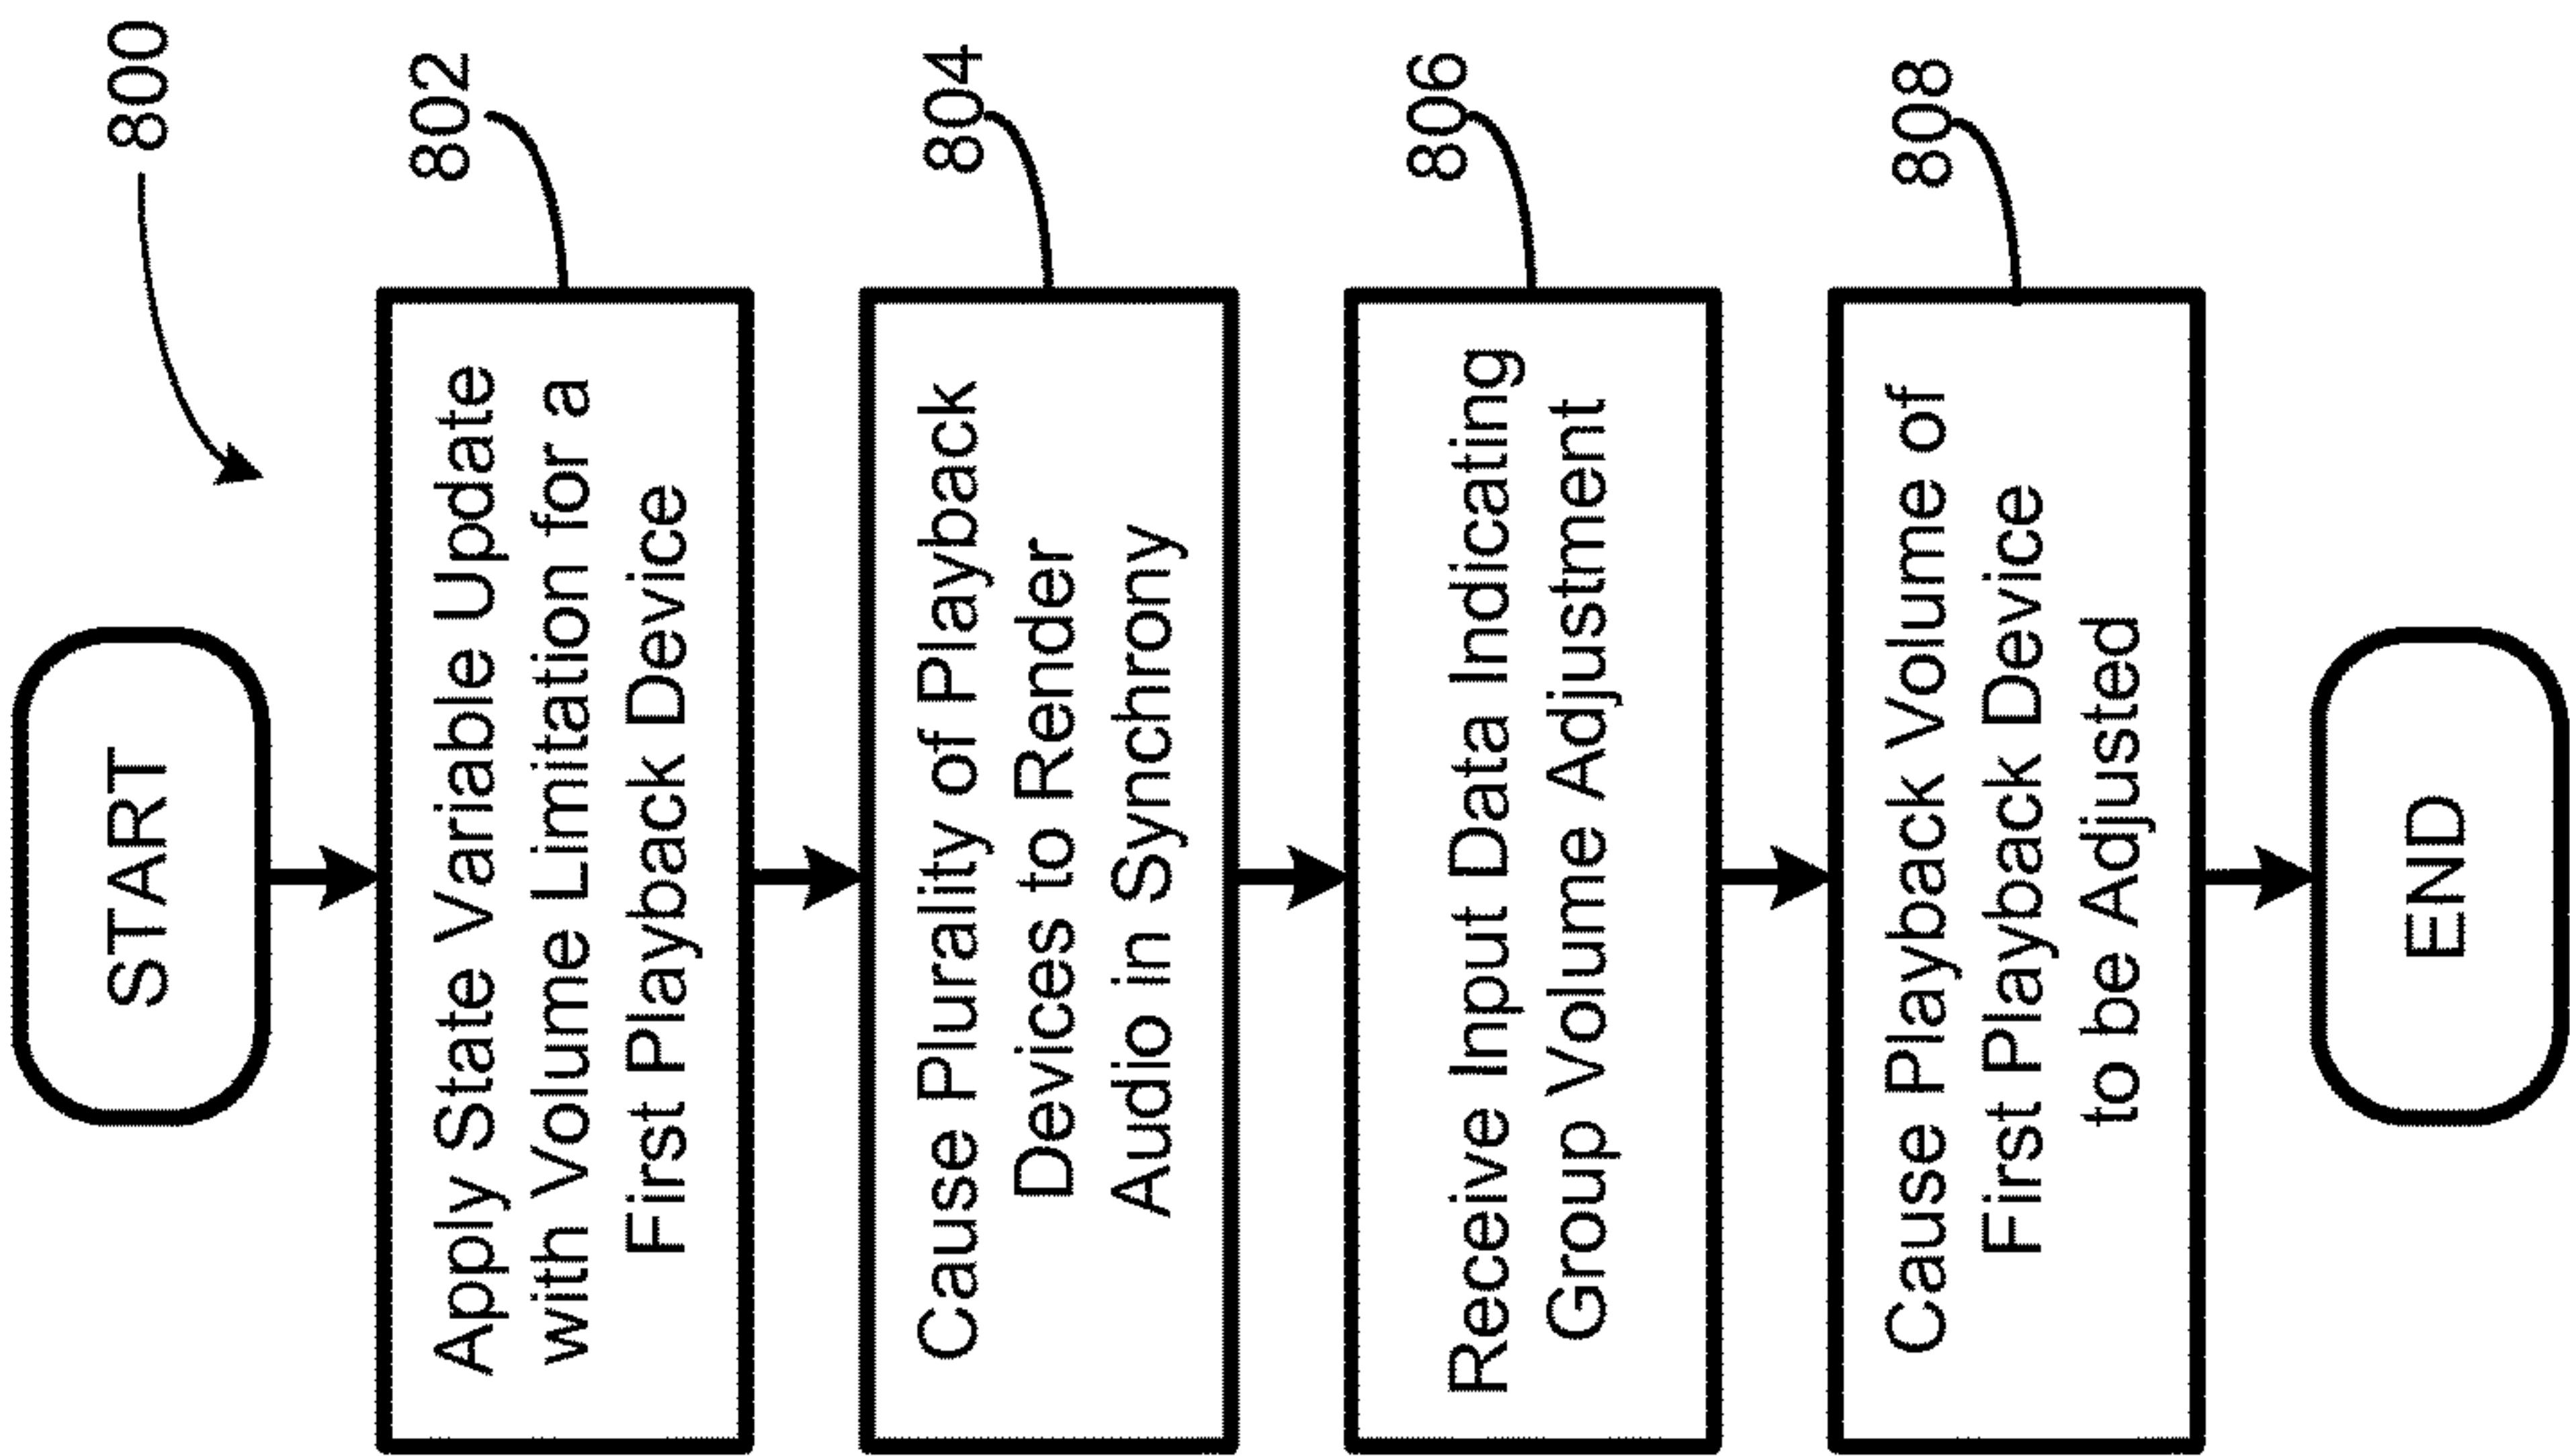 800
START
802
Apply State Variable Update
with Volume Limitation for a
First Playback Device
804
Cause Plurality of Playback
Devices to Render
Audio in Synchrony
806
Receive Input Data Indicating
Group Volume Adjustment
808
Cause Playback Volume of
First Playback Device
to be Adjusted
END